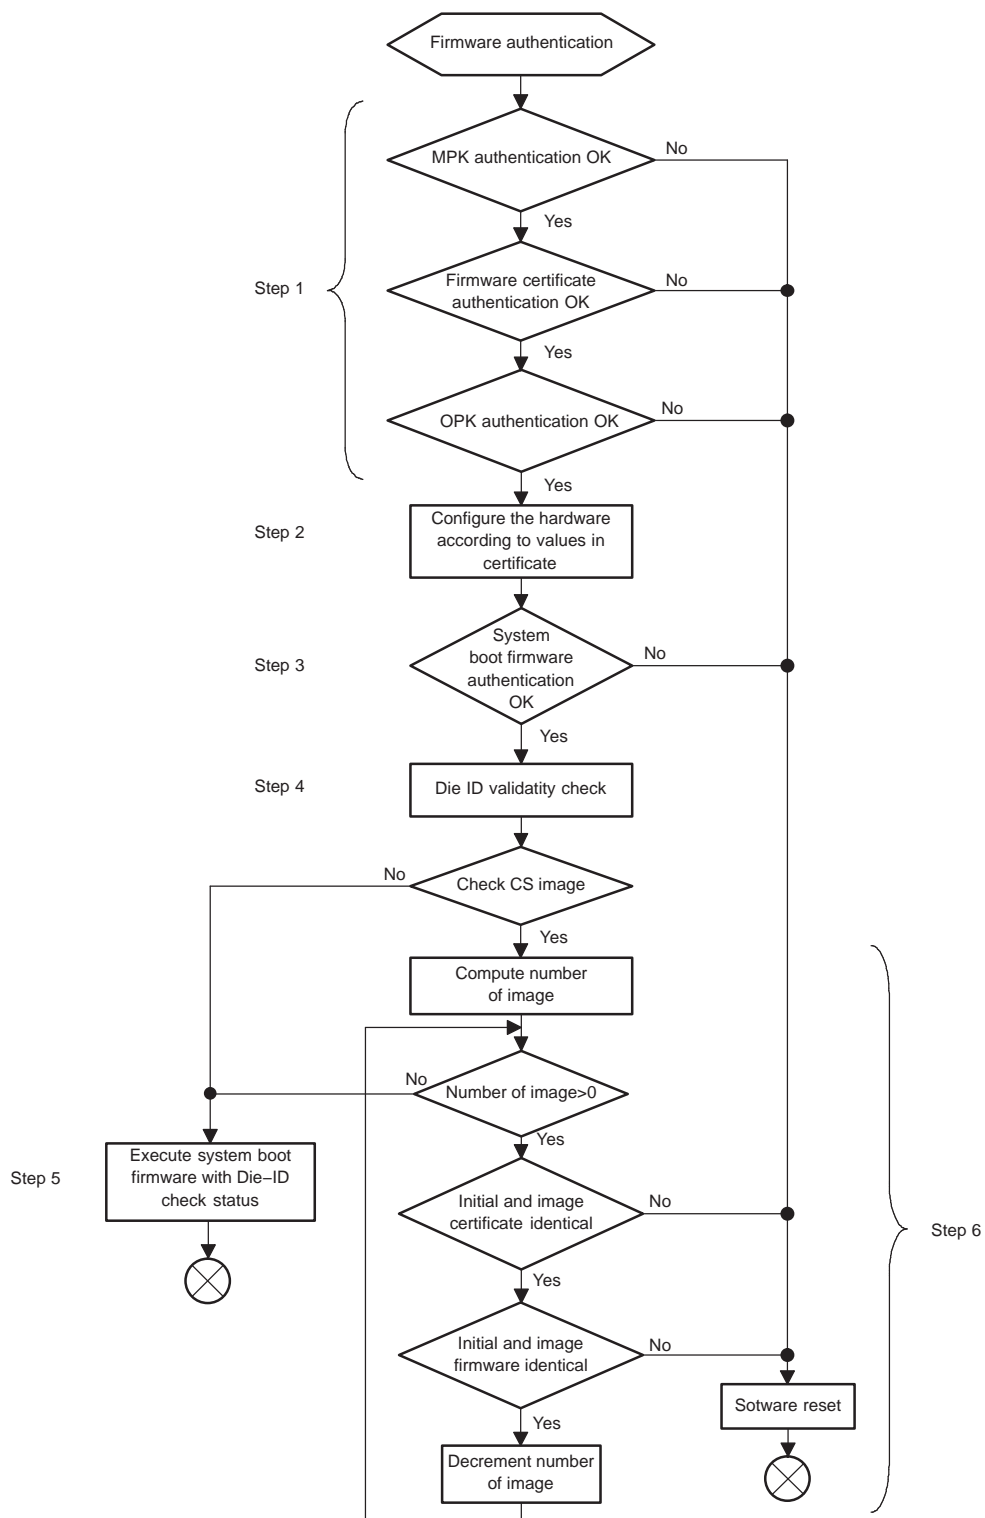 Firmware authentication
MPK authentication OK
No
Yes
Step 1
Firmware certificate
authentication OK
No
Yes
OPK authentication OK
No
Yes
Step 2
Configure the hardware
according to values in
certificate
Step 3
System
boot firmware
authentication
OK
No
Yes
Step 4
Die ID validatity check
No
Check CS image
Yes
Compute number
of image
No
Number of image>0
Yes
Step 5
Execute system boot
firmware with Die–ID
check status
Initial and image
certificate identical
No
Step 6
Yes
Initial and image
firmware identical
No
Sotware reset
Yes
Decrement number
of image